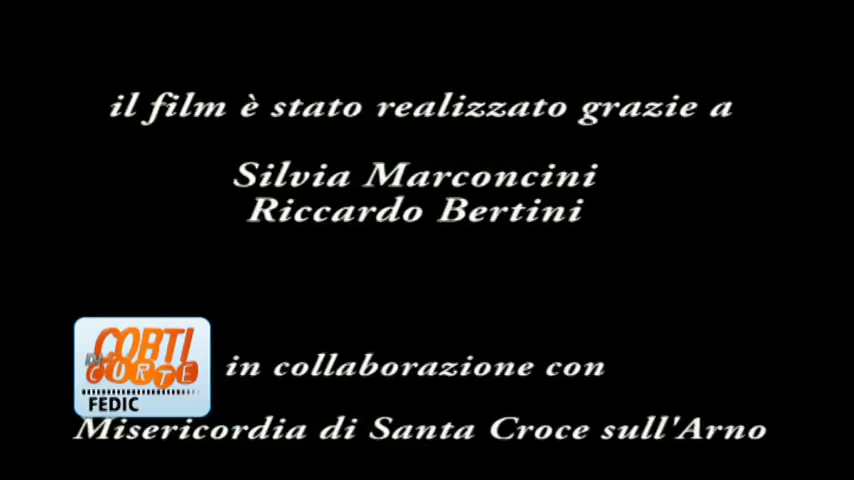 il film è stato realizzato grazie a
Silvia Marconcini
Riccardo Bertini
in collaborazione con
CORTI
DI
CORTE
FEDIC
Misericordia di Santa Croce sull'Arno